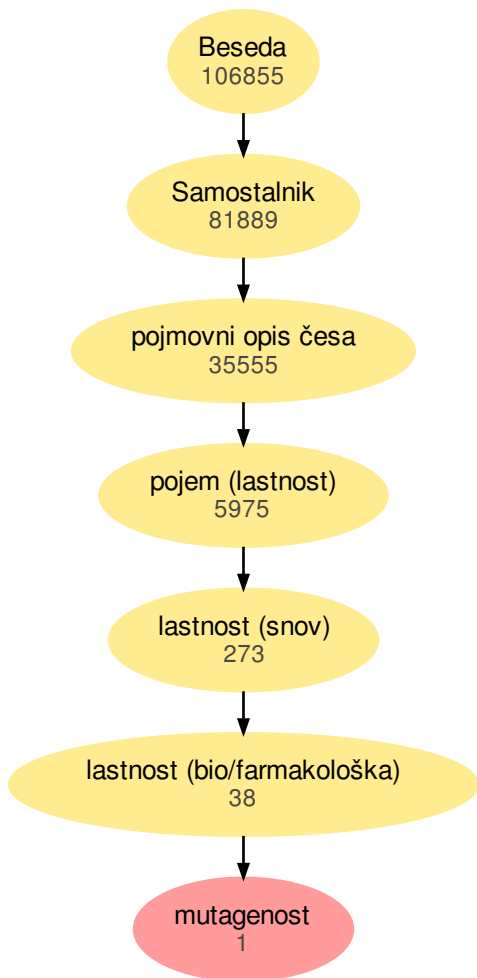 Beseda
106855
Samostalnik
81889
pojmovni opis česa
35555
pojem (lastnost)
5975
lastnost (snov)
273
lastnost (bio/farmakološka)
38
mutagenost
1